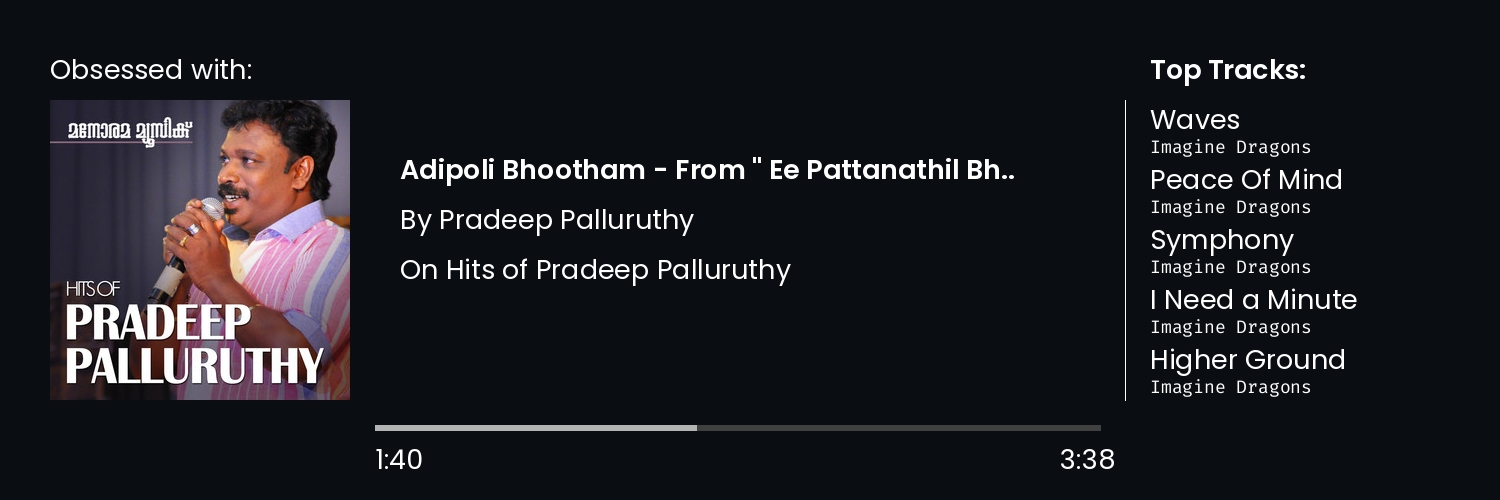 Obsessed with:
മനോരമ മ്യൂസിക്
HITS OF
PRADEEP
PALLURUTHY
Adipoli Bhootham - From " Ee Pattanathil Bh..
By Pradeep Palluruthy
On Hits of Pradeep Palluruthy
1:40
3:38
Top Tracks:
Waves
Imagine Dragons
Peace Of Mind
Imagine Dragons
Symphony
Imagine Dragons
I Need a Minute
Imagine Dragons
Higher Ground
Imagine Dragons